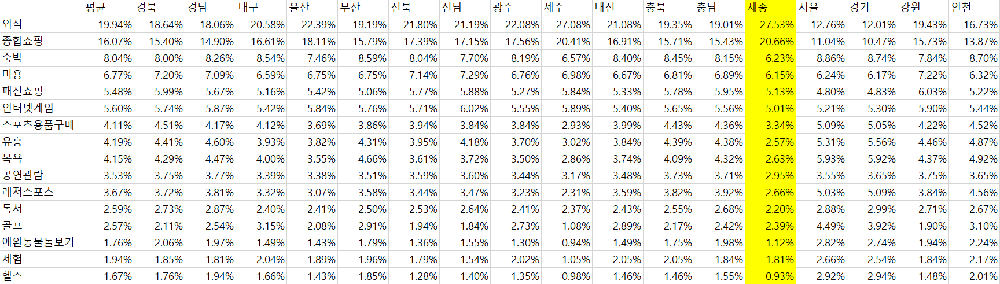 평균 경북 경남 대구 울산 부산 전북 전남 광주 제주 대전 충북 충남 세종 서울 경기 강원 인천
외식 19.94% 18.64% 18.06% 20.58% 22.39% 19.19% 21.80% 21.19% 22.08% 27.08% 21.08% 19.35% 19.01% 27.53% 12.76% 12.01% 19.43% 16.73%
종합쇼핑 16.07% 15.40% 14.90% 16.61% 18.11% 15.79% 17.39% 17.15% 17.56% 20.41% 16.91% 15.71% 15.43% 20.66% 11.04% 10.47% 15.73% 13.87%
숙박 8.04% 8.00% 8.26% 8.54% 7.46% 8.59% 8.04% 7.70% 8.19% 6.57% 8.40% 8.45% 8.15% 6.23% 8.86% 8.74% 7.84% 8.70%
미용 6.77% 7.20% 7.09% 6.59% 6.75% 6.75% 7.14% 7.29% 6.76% 6.98% 6.67% 6.81% 6.89% 6.15% 6.24% 6.17% 7.22% 6.32%
패션쇼핑 5.48% 5.99% 5.67% 5.16% 5.42% 5.06% 5.77% 5.88% 5.27% 5.84% 5.33% 5.78% 5.95% 5.13% 4.80% 4.83% 6.03% 5.22%
인터넷게임 5.60% 5.74% 5.87% 5.42% 5.84% 5.76% 5.71% 6.02% 5.55% 5.89% 5.40% 5.65% 5.56% 5.01% 5.21% 5.30% 5.90% 5.44%
스포츠용품구매 4.11% 4.51% 4.17% 4.12% 3.69% 3.86% 3.94% 3.84% 3.84% 2.93% 3.99% 4.43% 4.36% 3.34% 5.09% 5.05% 4.22% 4.52%
유흥 4.19% 4.41% 4.60% 3.93% 3.82% 4.31% 3.95% 4.18% 3.70% 3.02% 3.84% 4.39% 4.38% 2.57% 5.31% 5.56% 4.46% 4.87%
목욕 4.15% 4.29% 4.47% 4.00% 3.55% 4.66% 3.61% 3.72% 3.50% 2.86% 3.74% 4.09% 4.32% 2.63% 5.93% 5.92% 4.37% 4.92%
공연관람 3.53% 3.75% 3.77% 3.39% 3.38% 3.51% 3.59% 3.60% 3.44% 3.17% 3.48% 3.73% 3.71% 2.95% 3.55% 3.65% 3.75% 3.65%
레저스포츠 3.67% 3.72% 3.81% 3.32% 3.07% 3.58% 3.44% 3.47% 3.23% 2.31% 3.59% 3.82% 3.92% 2.66% 5.03% 5.09% 3.84% 4.56%
독서 2.59% 2.73% 2.87% 2.40% 2.41% 2.50% 2.53% 2.64% 2.41% 2.37% 2.43% 2.55% 2.68% 2.20% 2.88% 2.99% 2.71% 2.67%
골프 2.57% 2.11% 2.54% 3.15% 2.08% 2.91% 1.94% 1.84% 2.73% 1.08% 2.89% 2.17% 2.42% 2.39% 4.49% 3.92% 1.90% 3.10%
애완동물돌보기 1.76% 2.06% 1.97% 1.49% 1.43% 1.79% 1.36% 1.55% 1.30% 0.94% 1.49% 1.75% 1.98% 1.12% 2.82% 2.74% 1.94% 2.24%
체험 1.94% 1.85% 1.81% 2.04% 1.89% 1.96% 1.79% 1.54% 2.02% 1.05% 2.05% 2.05% 1.84% 1.81% 2.66% 2.54% 1.84% 2.17%
헬스 1.67% 1.76% 1.94% 1.66% 1.43% 1.85% 1.28% 1.40% 1.35% 0.98% 1.46% 1.46% 1.55% 0.93% 2.92% 2.94% 1.48% 2.01%